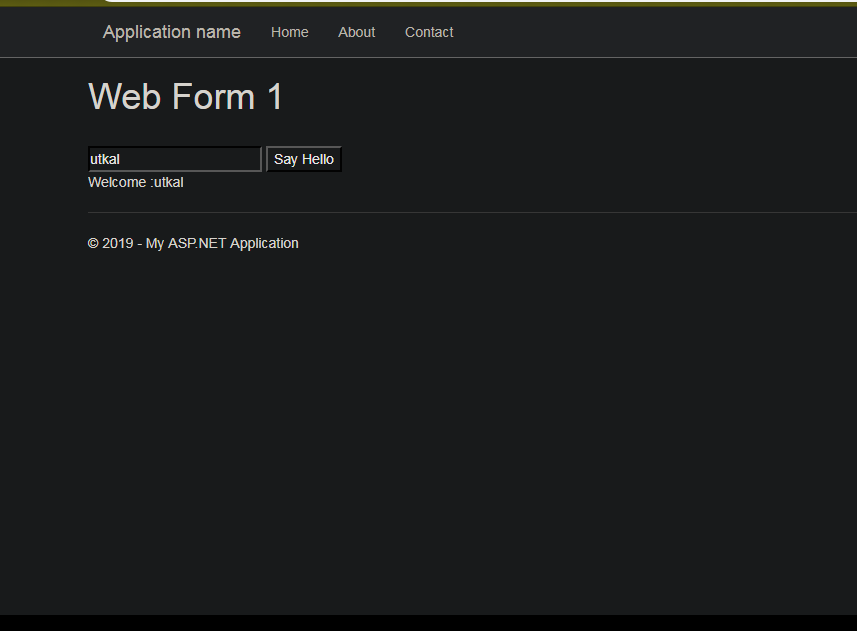 Application name Home About Contact
Web Form 1
utkal Say Hello
Welcome :utkal
© 2019 - My ASP.NET Application